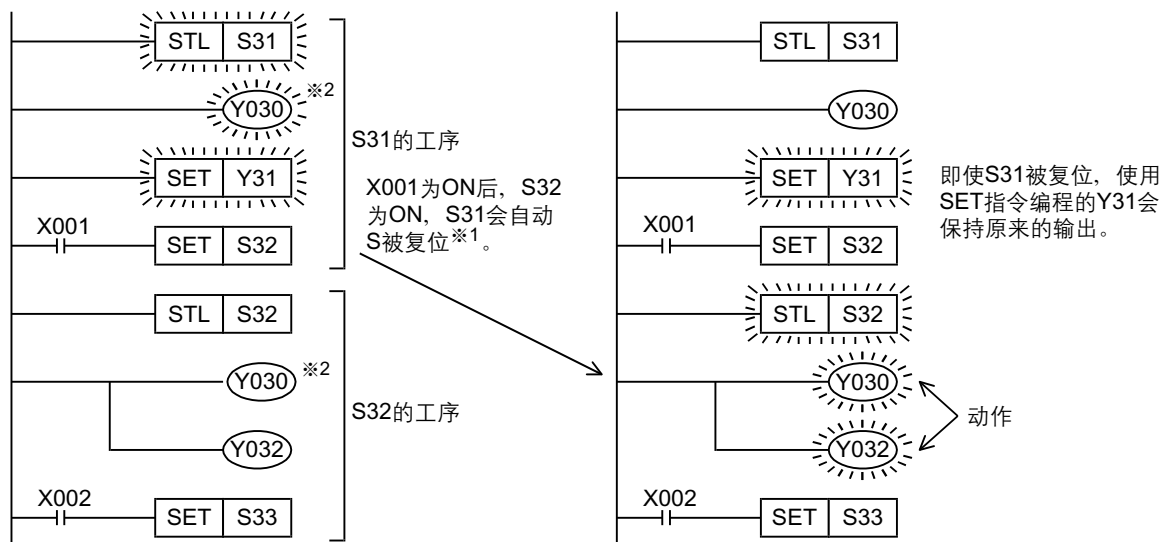 STL S31
Y030 ※2
SET Y31
X001
SET S32
S31的工序
X001为ON后，S32
为ON，S31会自动
S被复位※1。
STL S32
Y030 ※2
Y032
S32的工序
X002
SET S33
STL S31
Y030
SET Y31
X001
SET S32
即使S31被复位，使用
SET指令编程的Y31会
保持原来的输出。
STL S32
Y030
Y032
动作
X002
SET S33